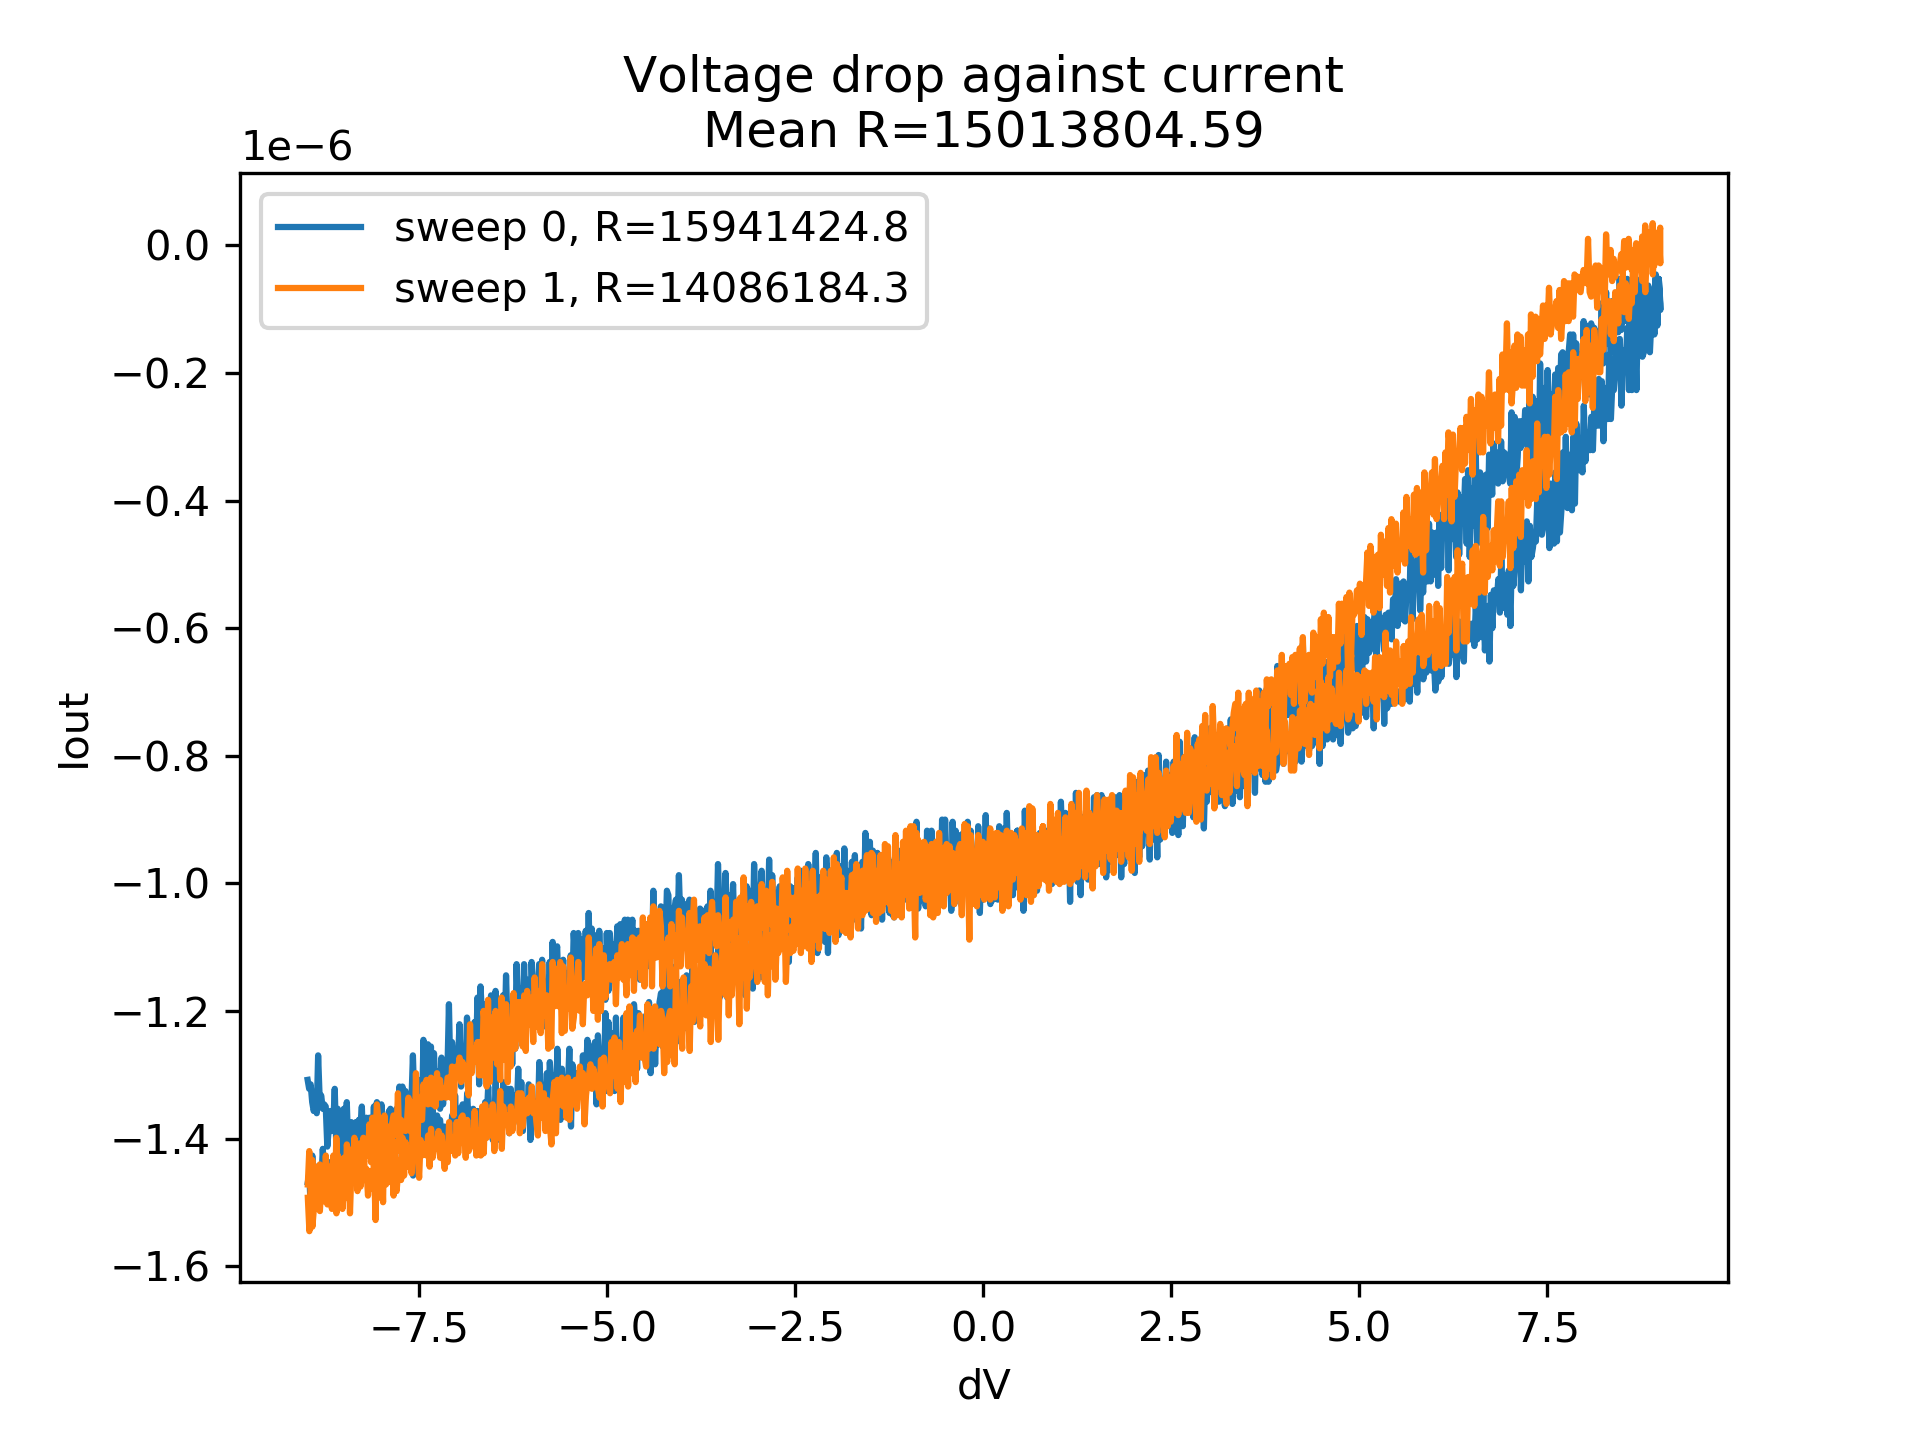 Voltage drop against current
Mean R=15013804.59
1e−6
sweep 0, R=15941424.8
sweep 1, R=14086184.3
0.0
−0.2
−0.4
−0.6
−0.8
−1.0
−1.2
−1.4
−1.6
Iout
−7.5
−5.0
−2.5
0.0
2.5
5.0
7.5
dV